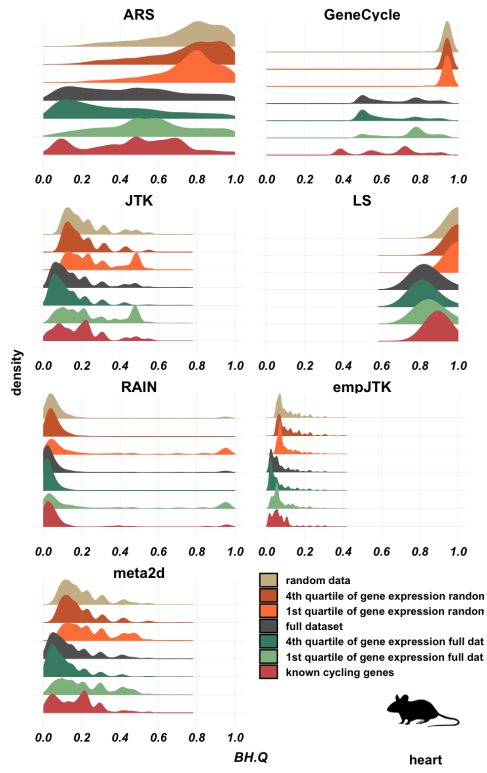 ARS
GeneCycle
0.0 0.2 0.4 0.6 0.8 1.0
0.0 0.2 0.4 0.6 0.8 1.0
JTK
LS
0.0 0.2 0.4 0.6 0.8 1.0
0.0 0.2 0.4 0.6 0.8 1.0
density
RAIN
empJTK
0.0 0.2 0.4 0.6 0.8 1.0
0.0 0.2 0.4 0.6 0.8 1.0
meta2d
0.0 0.2 0.4 0.6 0.8 1.0
random data
4th quartile of gene expression random
1st quartile of gene expression random
full dataset
4th quartile of gene expression full dat
1st quartile of gene expression full dat
known cycling genes
BH.Q
heart